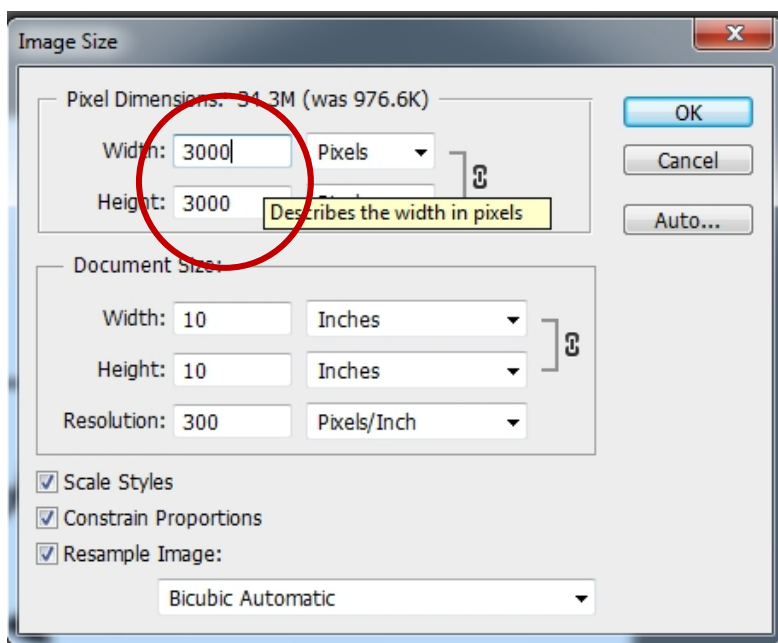 Image Size
Pixel Dimensions: 34.3M (was 976.6K)
OK
Width: 3000 Pixels
Cancel
Height: 3000
Describes the width in pixels
Auto...
Document Size:
Width: 10 Inches
Height: 10 Inches
Resolution: 300 Pixels/Inch
Scale Styles
Constrain Proportions
Resample Image:
Bicubic Automatic